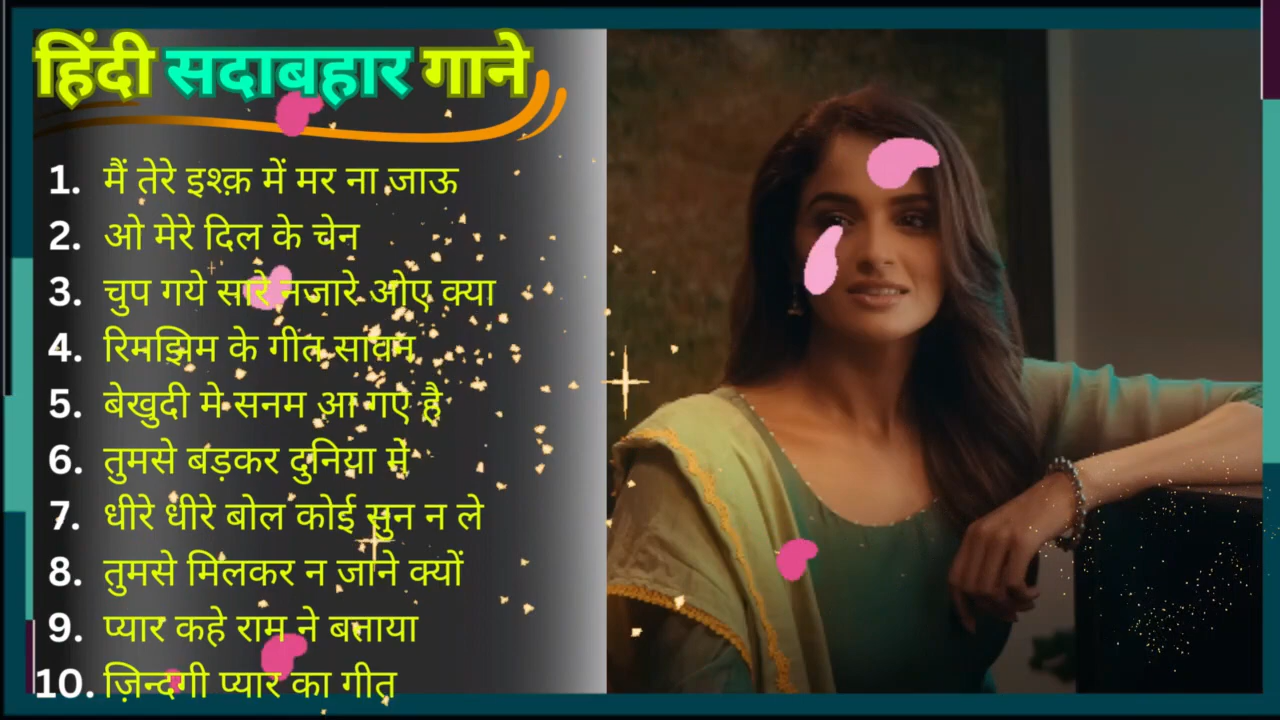 हिंदी सदाबहार गाने
1. मैं तेरे इश्क़ में मर ना जाऊ
2. ओ मेरे दिल के चेन
3. चुप गये सारे नजारे ओए क्या
4. रिमझिम के गीत सावन
5. बेखुदी मे सनम आ गए है
6. तुमसे बड़कर दुनिया में
7. धीरे धीरे बोल कोई सुन न ले
8. तुमसे मिलकर न जाने क्यों
9. प्यार कहे राम ने बनाया
10. ज़िन्दगी प्यार का गीत